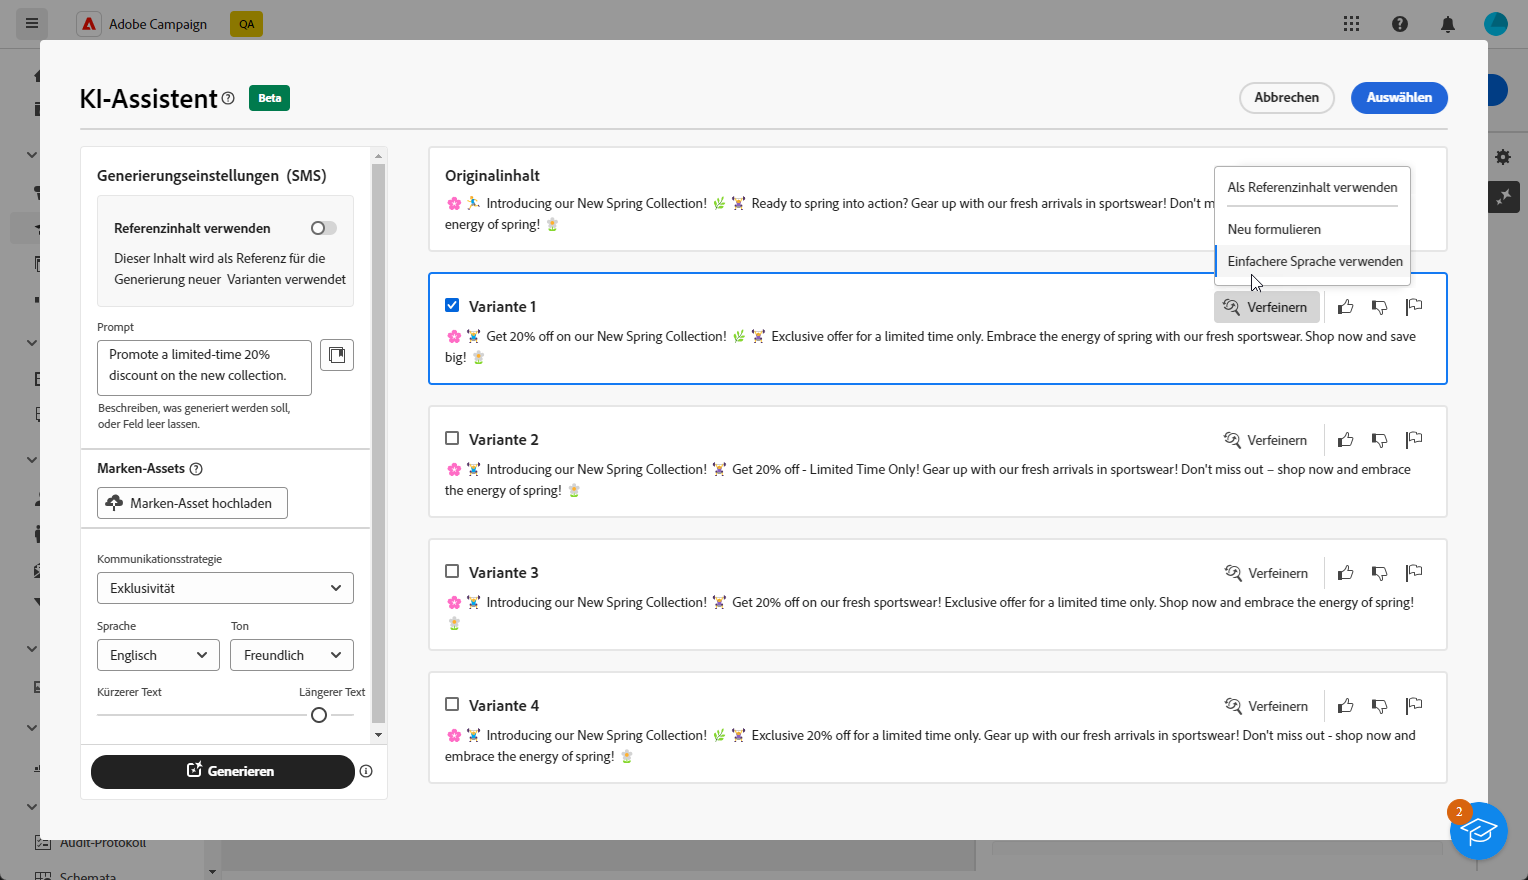 Adobe Campaign
QA
KI-Assistent
Beta
Abbrechen
Auswählen
Generierungseinstellungen (SMS)
Referenzinhalt verwenden
Dieser Inhalt wird als Referenz für die
Generierung neuer Varianten verwendet
Prompt
Promote a limited-time 20%
discount on the new collection.
Beschreiben, was generiert werden soll,
oder Feld leer lassen.
Marken-Assets
Marken-Asset hochladen
Kommunikationsstrategie
Exklusivität
Sprache
Ton
Englisch
Freundlich
Kürzerer Text
Längerer Text
Generieren
Originalinhalt
🌸 🏃 Introducing our New Spring Collection! 🌿 🏋️‍♀️ Ready to spring into action? Gear up with our fresh arrivals in sportswear! Don't m
energy of spring! 🌼
Als Referenzinhalt verwenden
Neu formulieren
Einfachere Sprache verwenden
Variante 1
Verfeinern
🌸 🏋️ Get 20% off on our New Spring Collection! 🌿 🏋️‍♀️ Exclusive offer for a limited time only. Embrace the energy of spring with our fresh sportswear. Shop now and save
big! 🌼
Variante 2
Verfeinern
🌸 🏋️ Introducing our New Spring Collection! 🏋️‍♀️ Get 20% off - Limited Time Only! Gear up with our fresh arrivals in sportswear! Don't miss out – shop now and embrace
the energy of spring! 🌼
Variante 3
Verfeinern
🌸 🏋️ Introducing our New Spring Collection! 🏋️‍♀️ Get 20% off on our fresh sportswear! Exclusive offer for a limited time only. Shop now and embrace the energy of spring!
🌼
Variante 4
Verfeinern
🌸 🏋️ Introducing our New Spring Collection! 🌿 🏋️‍♀️ Exclusive 20% off for a limited time only. Gear up with our fresh arrivals in sportswear! Don't miss out - shop now and
embrace the energy of spring! 🌼
2
Audit-Protokoll
Schemata